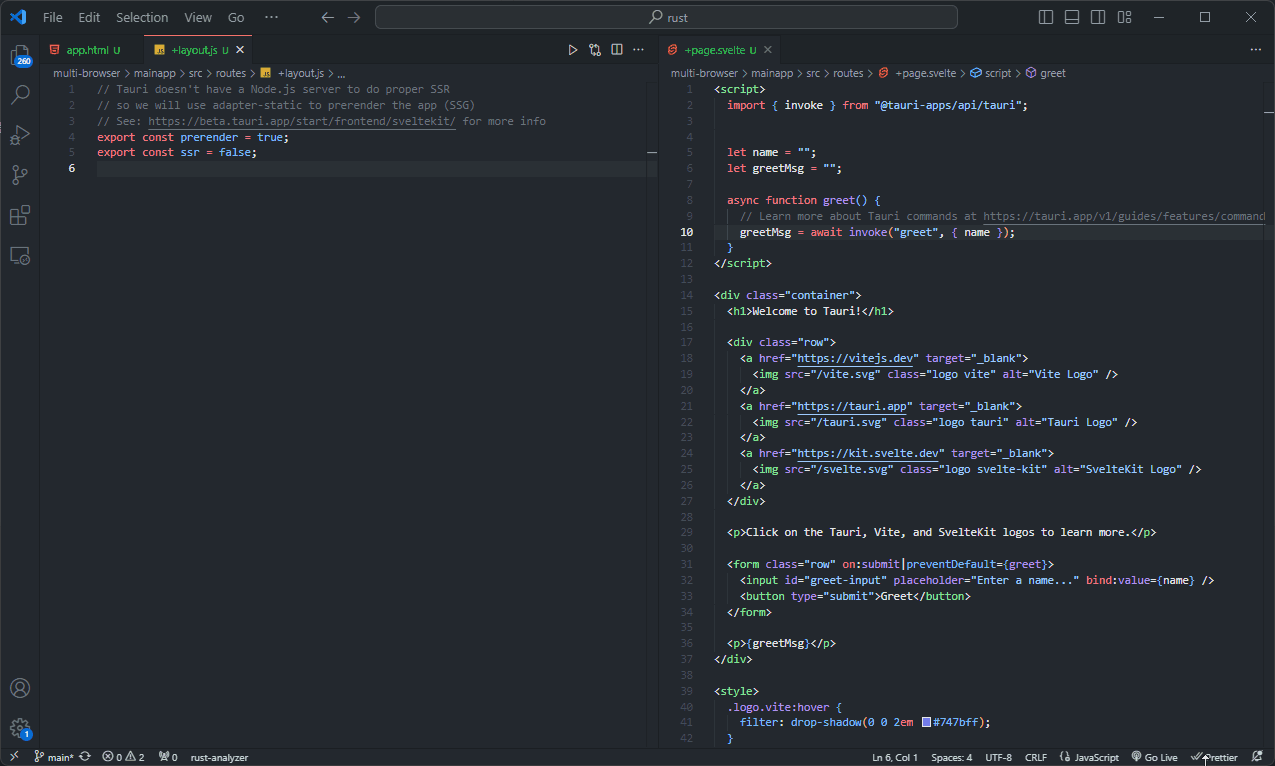 File Edit Selection View Go ···
rust
app.html U
+layout.js U
multi-browser > mainapp > src > routes > +layout.js > ...
1 // Tauri doesn't have a Node.js server to do proper SSR
2 // so we will use adapter-static to prerender the app (SSG)
3 // See: https://beta.tauri.app/start/frontend/sveltekit/ for more info
4 export const prerender = true;
5 export const ssr = false;
6
+page.svelte U
multi-browser > mainapp > src > routes > +page.svelte > script > greet
1 <script>
2 import { invoke } from "@tauri-apps/api/tauri";
3
4
5 let name = "";
6 let greetMsg = "";
7
8 async function greet() {
9 // Learn more about Tauri commands at https://tauri.app/v1/guides/features/command
10 greetMsg = await invoke("greet", { name });
11 }
12 </script>
13
14 <div class="container">
15 <h1>Welcome to Tauri!</h1>
16
17 <div class="row">
18 <a href="https://vitejs.dev" target="_blank">
19 <img src="/vite.svg" class="logo vite" alt="Vite Logo" />
20 </a>
21 <a href="https://tauri.app" target="_blank">
22 <img src="/tauri.svg" class="logo tauri" alt="Tauri Logo" />
23 </a>
24 <a href="https://kit.svelte.dev" target="_blank">
25 <img src="/svelte.svg" class="logo svelte-kit" alt="SvelteKit Logo" />
26 </a>
27 </div>
28
29 <p>Click on the Tauri, Vite, and SvelteKit logos to learn more.</p>
30
31 <form class="row" on:submit|preventDefault={greet}>
32 <input id="greet-input" placeholder="Enter a name..." bind:value={name} />
33 <button type="submit">Greet</button>
34 </form>
35
36 <p>{greetMsg}</p>
37 </div>
38
39 <style>
40 .logo.vite:hover {
41 filter: drop-shadow(0 0 2em #747bff);
42 }
260
1
main* 0 2 0 rust-analyzer
Ln 6, Col 1 Spaces: 4 UTF-8 CRLF {} JavaScript Go Live Prettier